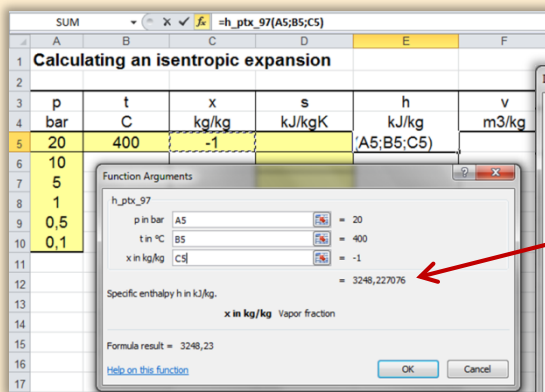 SUM =h_ptx_97(A5;B5;C5)
A B C D E F
1 Calculating an isentropic expansion
2
3 p t x s h v
4 bar C kg/kg kJ/kgK kJ/kg m3/kg
5 20 400 -1 'A5;B5;C5)
6 10
7 5
8 1
9 0,5
10 0,1
11
12
13
14
15
16
17
Function Arguments
h_ptx_97
p in bar A5 = 20
t in °C B5 = 400
x in kg/kg C5 = -1
= 3248,227076
Specific enthalpy h in kJ/kg.
x in kg/kg Vapor fraction
Formula result = 3248,23
Help on this function OK Cancel